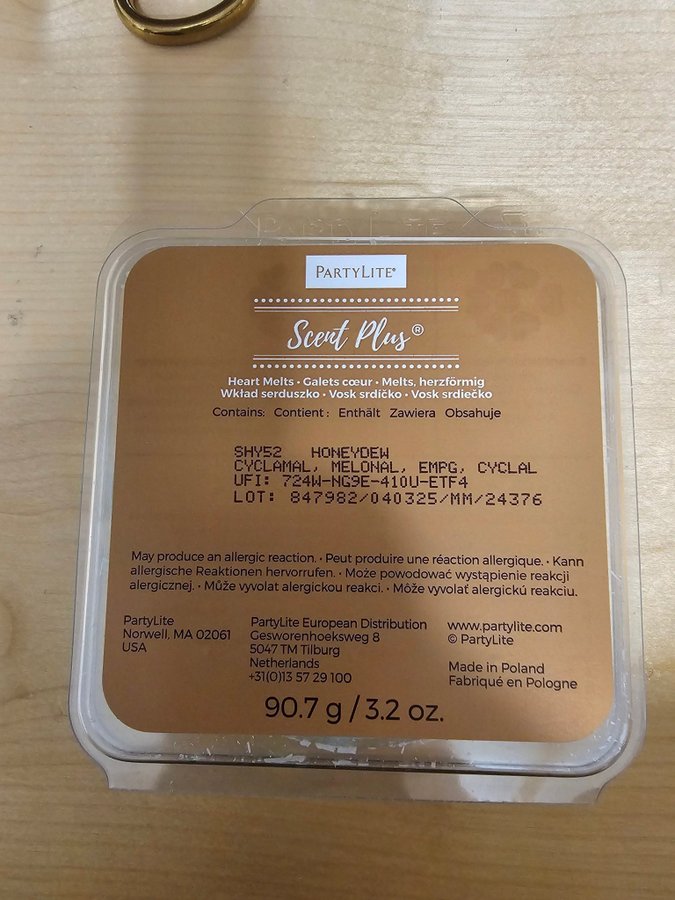 PARTYLITE
PARTYLITE®
Scent Plus®
Heart Melts · Galets cœur · Melts, herzförmig
Wkład serduszko · Vosk srdíčko · Vosk srdiečko
Contains: Contient : Enthält Zawiera Obsahuje
SHY52 HONEYDEW
CYCLAMAL, MELONAL, EMPG, CYCLAL
UFI: 724W-NG9E-410U-ETF4
LOT: 847982/040325/MM/24376
May produce an allergic reaction. · Peut produire une réaction allergique. · Kann
allergische Reaktionen hervorrufen. · Może powodować wystąpienie reakcji
alergicznej. · Může vyvolat alergickou reakci. · Môže vyvolať alergickú reakciu.
PartyLite
Norwell, MA 02061
USA
PartyLite European Distribution
Gesworenhoeksweg 8
5047 TM Tilburg
Netherlands
+31(0)13 57 29 100
www.partylite.com
© PartyLite
Made in Poland
Fabriqué en Pologne
90.7 g / 3.2 oz.